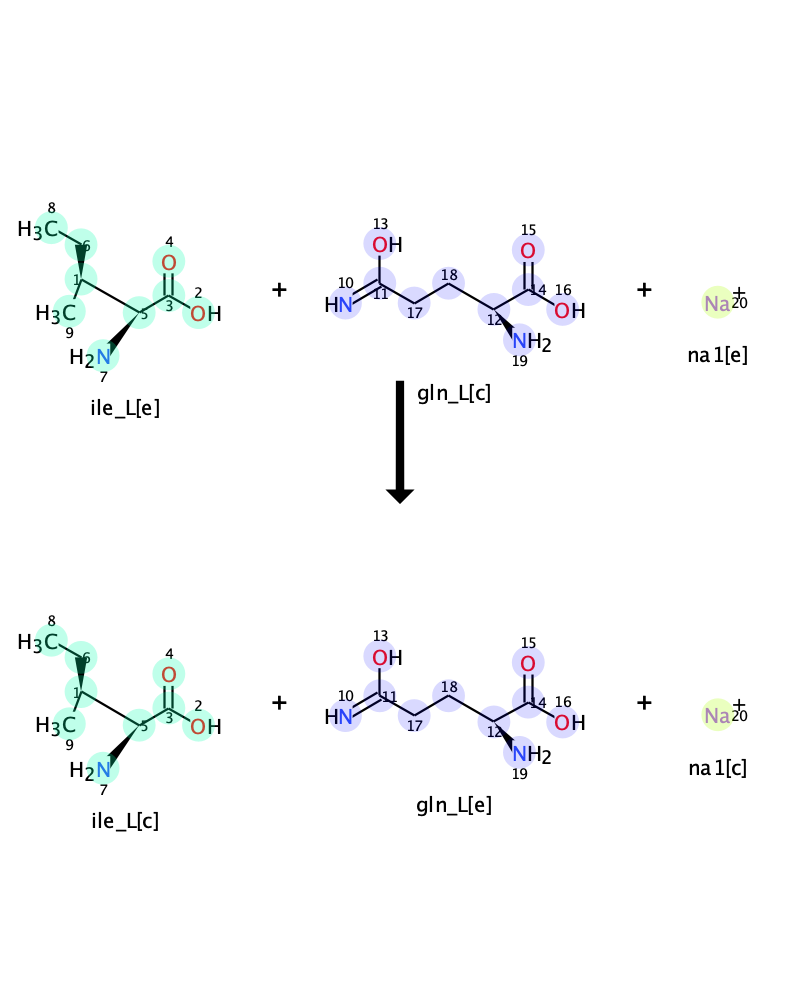 8
H3C
6
4
O
1
2
H3C
3
OH
5
9
H2N
7
ile_L[e]
+
13
OH
10
HN
11
17
18
15
O
14
16
OH
12
NH2
19
gln_L[c]
+
Na+
20
na1[e]
8
H3C
6
4
O
1
2
H3C
3
OH
5
9
H2N
7
ile_L[c]
+
13
OH
10
HN
11
17
18
15
O
14
16
OH
12
NH2
19
gln_L[e]
+
Na+
20
na1[c]